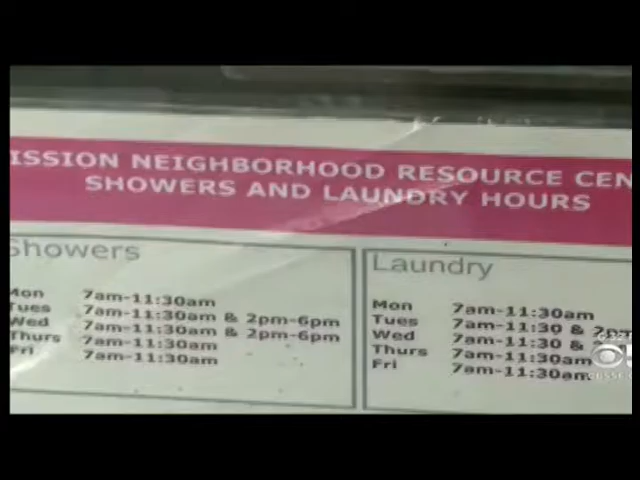 ISSION NEIGHBORHOOD RESOURCE CEN
SHOWERS AND LAUNDRY HOURS
Showers
Mon 7am-11:30am
Tues 7am-11:30am & 2pm-6pm
Wed 7am-11:30am & 2pm-6pm
Thurs 7am-11:30am
Fri 7am-11:30am
Laundry
Mon 7am-11:30am
Tues 7am-11:30 & 2pm
Wed 7am-11:30 &
Thurs 7am-11:30am
Fri 7am-11:30am